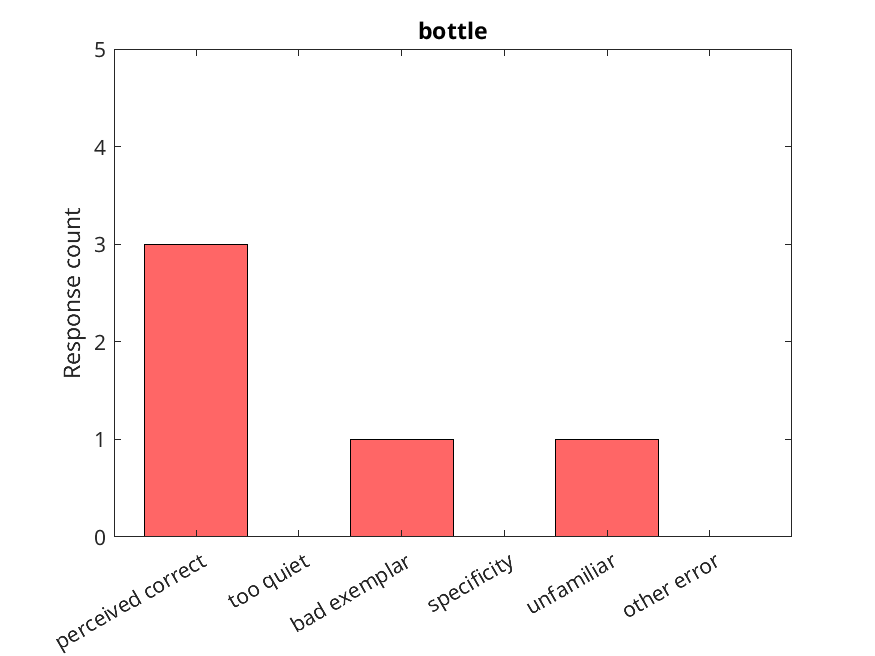 bottle
5
4
3
2
1
0
Response count
perceived correct
too quiet
bad exemplar
specificity
unfamiliar
other error